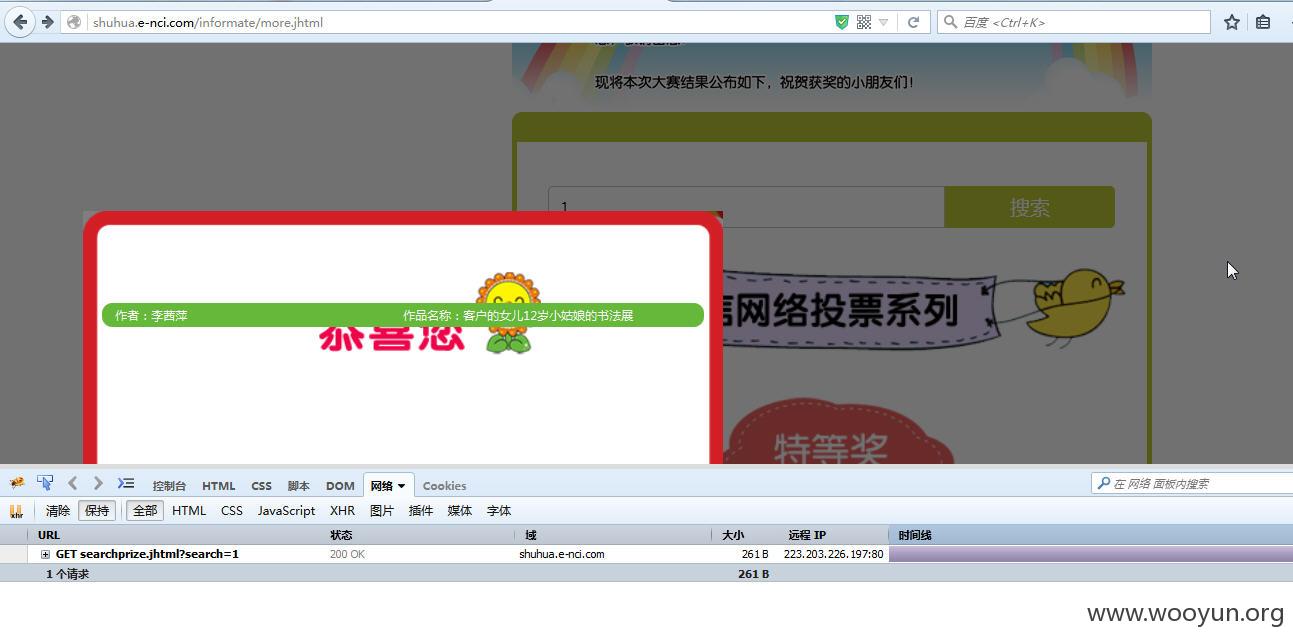 shuhua.e-nci.com/informate/more.jhtml
百度 <Ctrl+K>
现将本次大赛结果公布如下，祝贺获奖的小朋友们！
1
搜索
作者：李茜萍 作品名称：客户的女儿12岁小姑娘的书法展
恭喜您
网络投票系列
特等奖
控制台 HTML CSS 脚本 DOM 网络 Cookies
在 网络 面板内搜索
清除 保持 全部 HTML CSS JavaScript XHR 图片 插件 媒体 字体
URL 状态 域 大小 远程 IP 时间线
GET searchprize.jhtml?search=1 200 OK shuhua.e-nci.com 261 B 223.203.226.197:80
1 个请求 261 B
www.wooyun.org